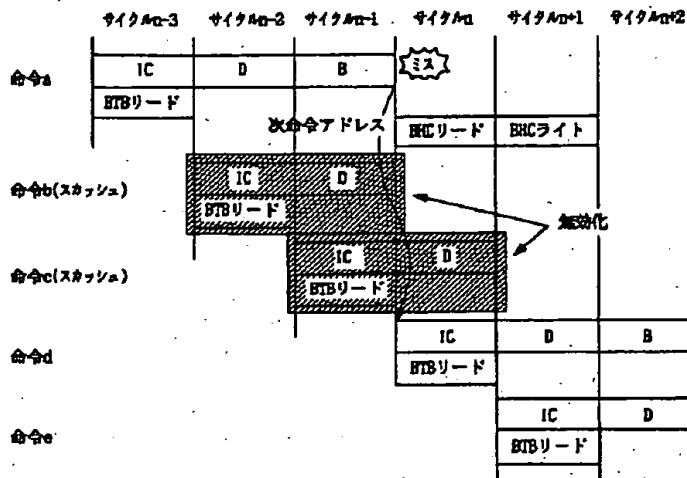 サイクルn-3 サイクルn-2 サイクルn-1 サイクルn サイクルn+1 サイクルn+2
命令a IC D B ミス
BTBリード 次命令アドレス BHCリード BHCライト
命令b(スカッシュ) IC D
BTBリード 無効化
命令c(スカッシュ) IC D
BTBリード
命令d IC D B
BTBリード
命令e IC D
BTBリード